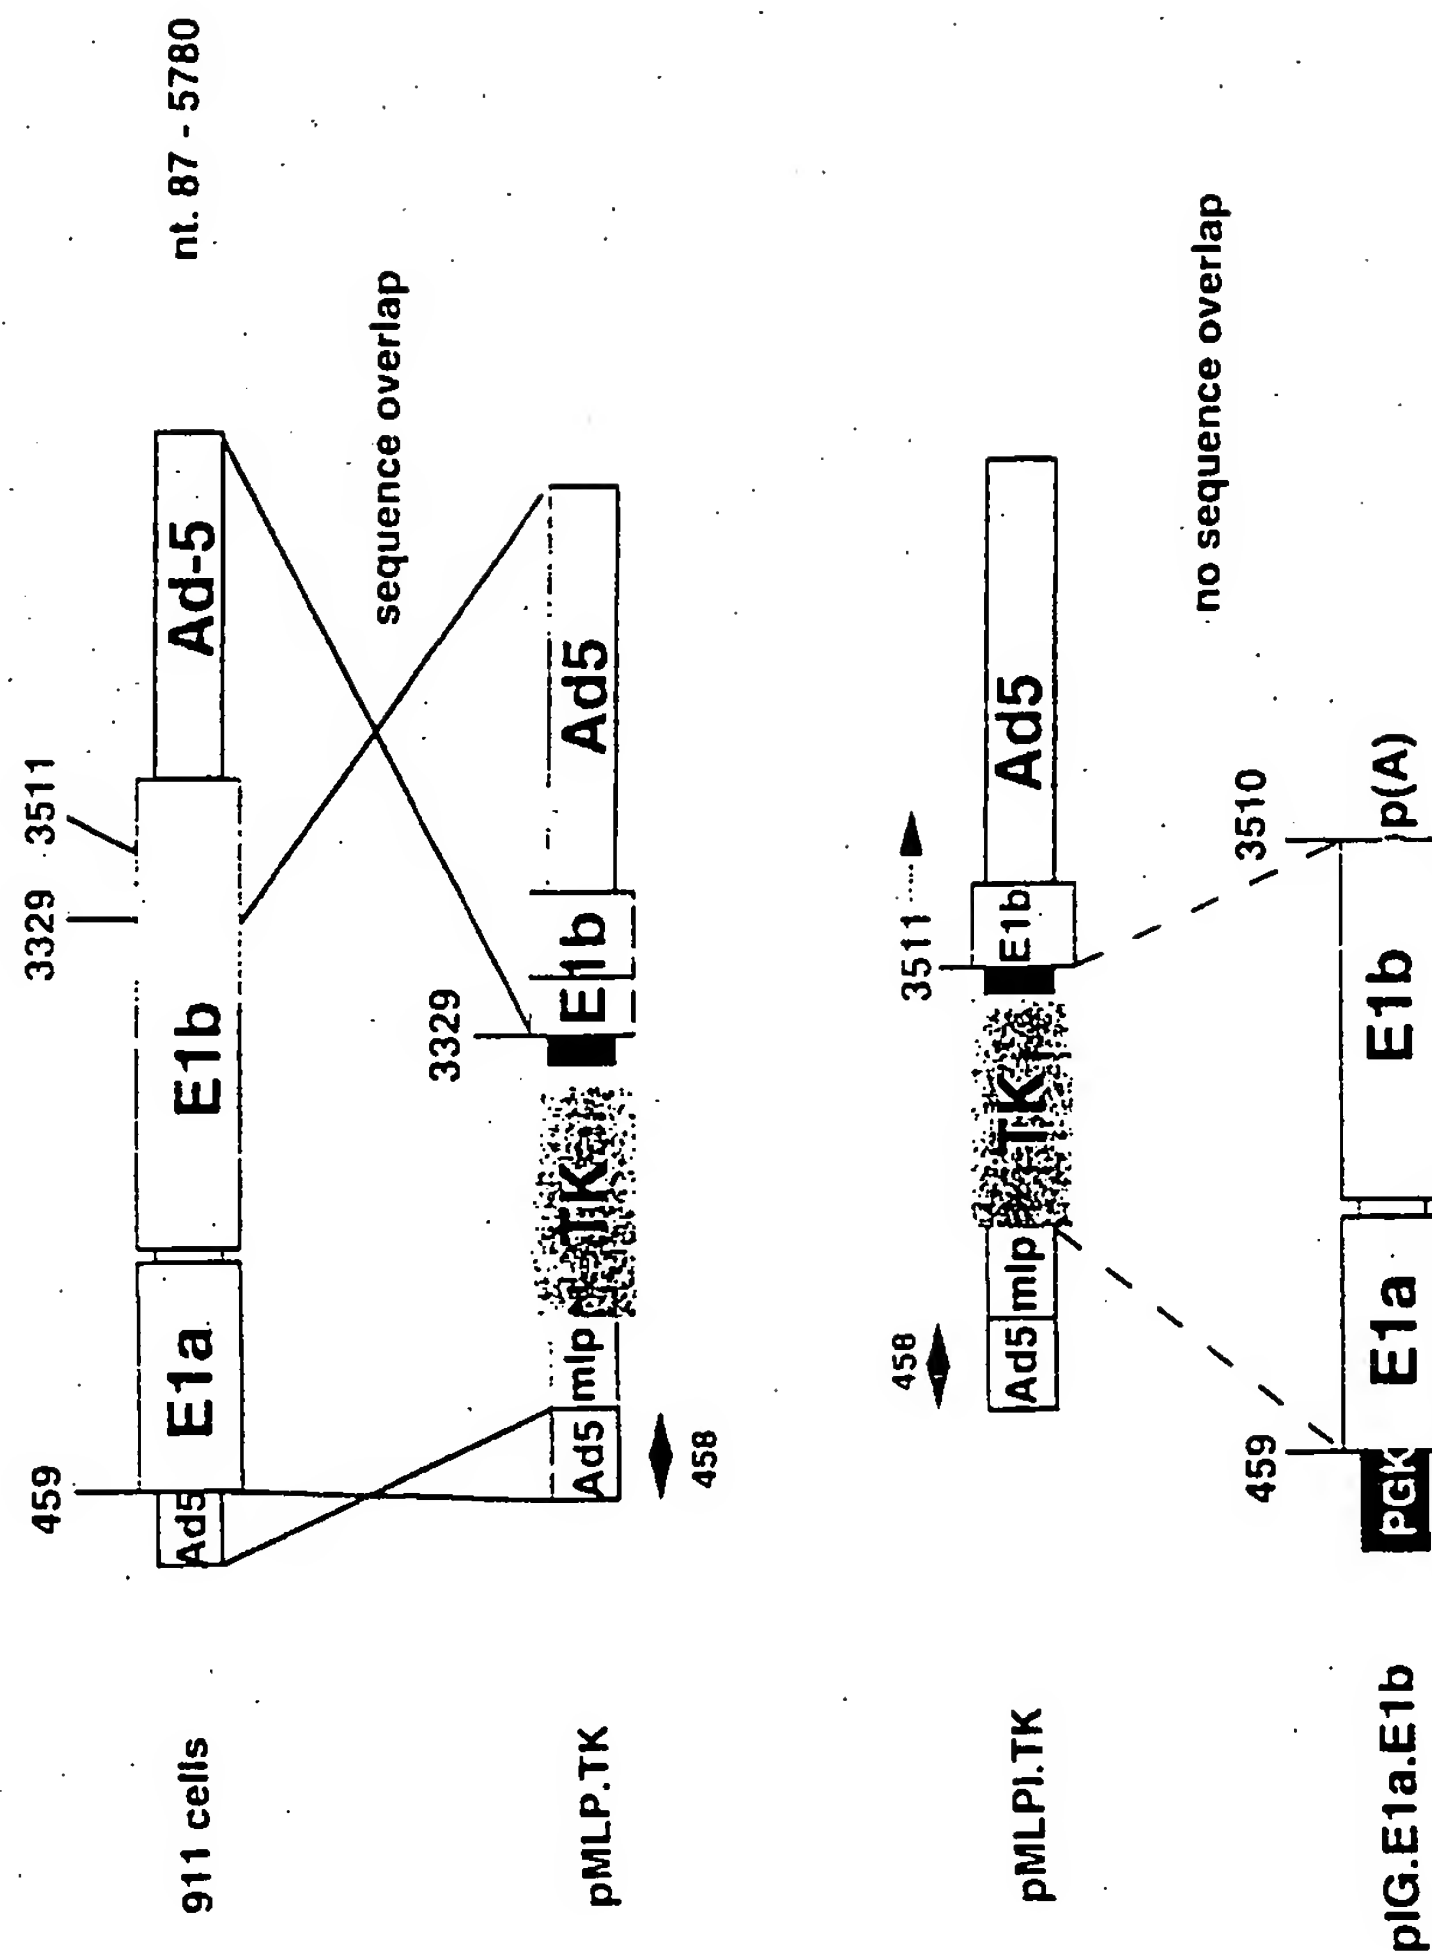 3329 3511
459
911 cells
Ad5 E1a E1b Ad-5
nt. 87 - 5780
sequence overlap
3329
pMLP.TK
Ad5 mlp TK E1b Ad5
458
3511
458
pMLPI.TK
Ad5 mlp TK E1b Ad5
no sequence overlap
459
3510
pIG.E1a.E1b
PGK E1a E1b p(A)